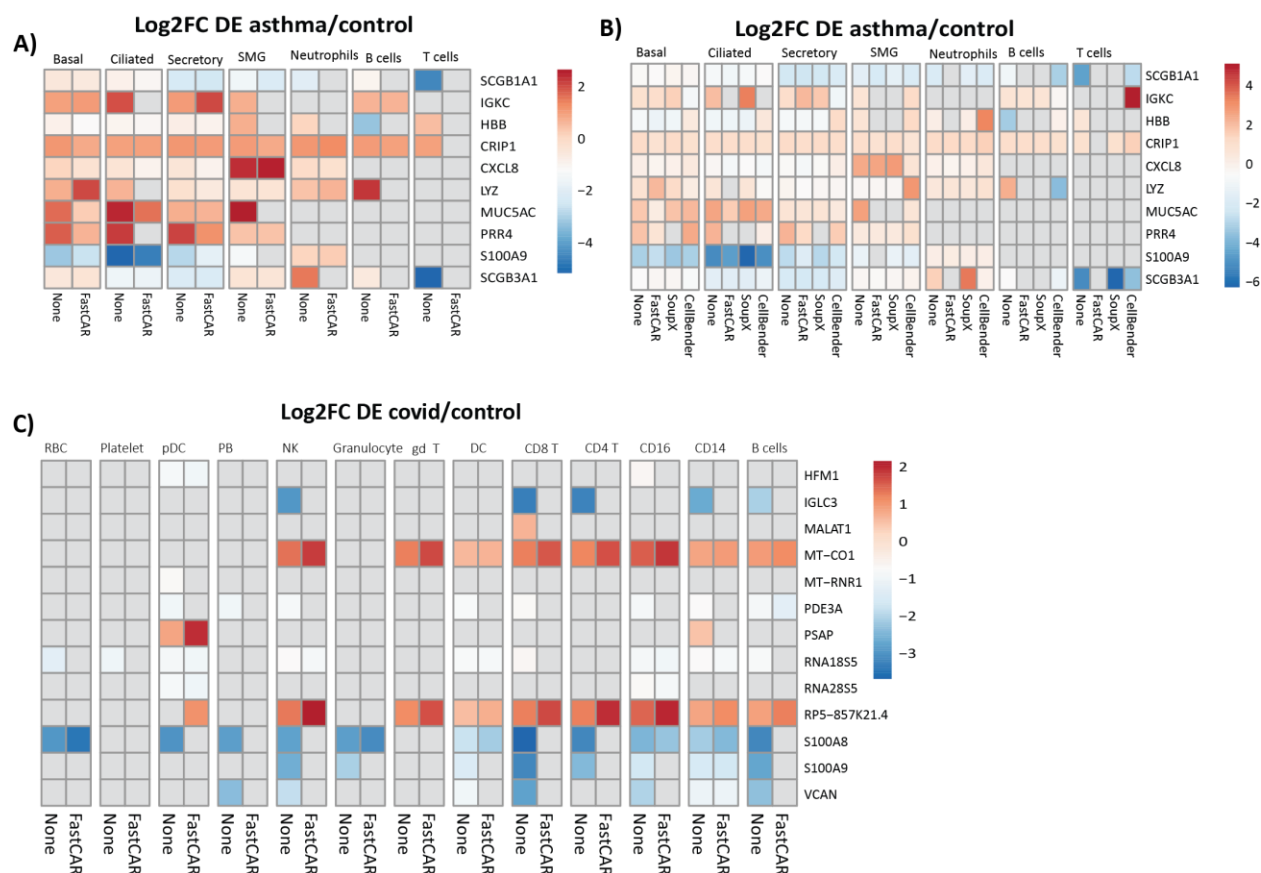 A)
Log2FC DE asthma/control
Basal Ciliated Secretory SMG Neutrophils B cells T cells
SCGB1A1
IGKC
HBB
CRIP1
CXCL8
LYZ
MUC5AC
PRR4
S100A9
SCGB3A1
2
0
−2
−4
None FastCAR None FastCAR None FastCAR None FastCAR None FastCAR None FastCAR None FastCAR
B)
Log2FC DE asthma/control
Basal Ciliated Secretory SMG Neutrophils B cells T cells
SCGB1A1
IGKC
HBB
CRIP1
CXCL8
LYZ
MUC5AC
PRR4
S100A9
SCGB3A1
4
2
0
−2
−4
−6
None FastCAR SoupX CellBender None FastCAR SoupX CellBender None FastCAR SoupX CellBender None FastCAR SoupX CellBender None FastCAR SoupX CellBender None FastCAR SoupX CellBender None FastCAR SoupX CellBender
C)
Log2FC DE covid/control
RBC Platelet pDC PB NK Granulocyte gd T DC CD8 T CD4 T CD16 CD14 B cells
HFM1
IGLC3
MALAT1
MT−CO1
MT−RNR1
PDE3A
PSAP
RNA18S5
RNA28S5
RP5−857K21.4
S100A8
S100A9
VCAN
2
1
0
−1
−2
−3
None FastCAR None FastCAR None FastCAR None FastCAR None FastCAR None FastCAR None FastCAR None FastCAR None FastCAR None FastCAR None FastCAR None FastCAR None FastCAR